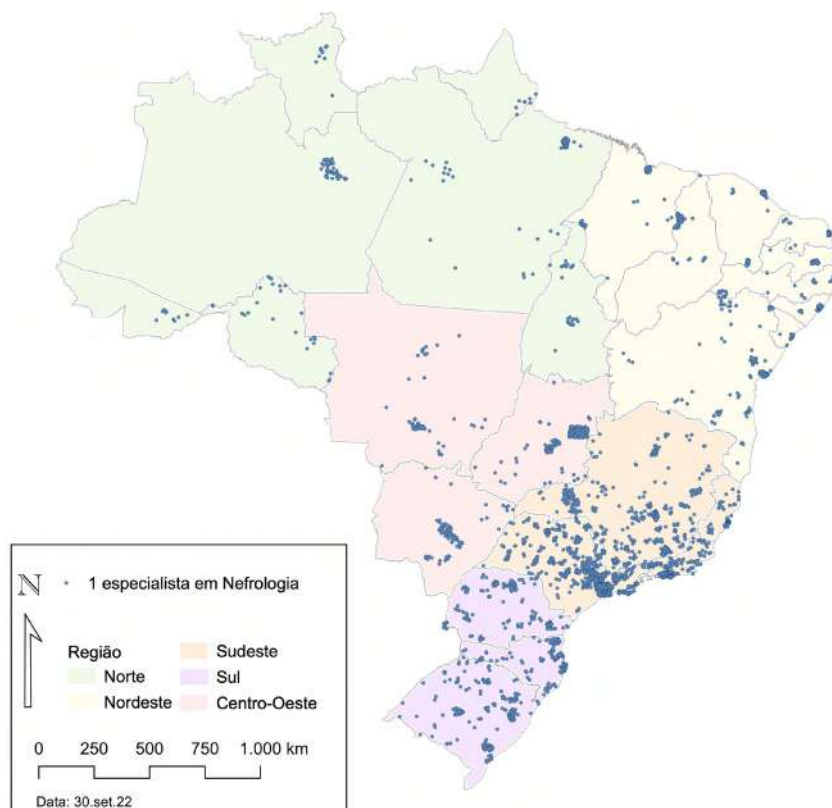 N
1 especialista em Nefrologia
Região
Norte
Nordeste
Sudeste
Sul
Centro-Oeste
0 250 500 750 1.000 km
Data: 30.set.22